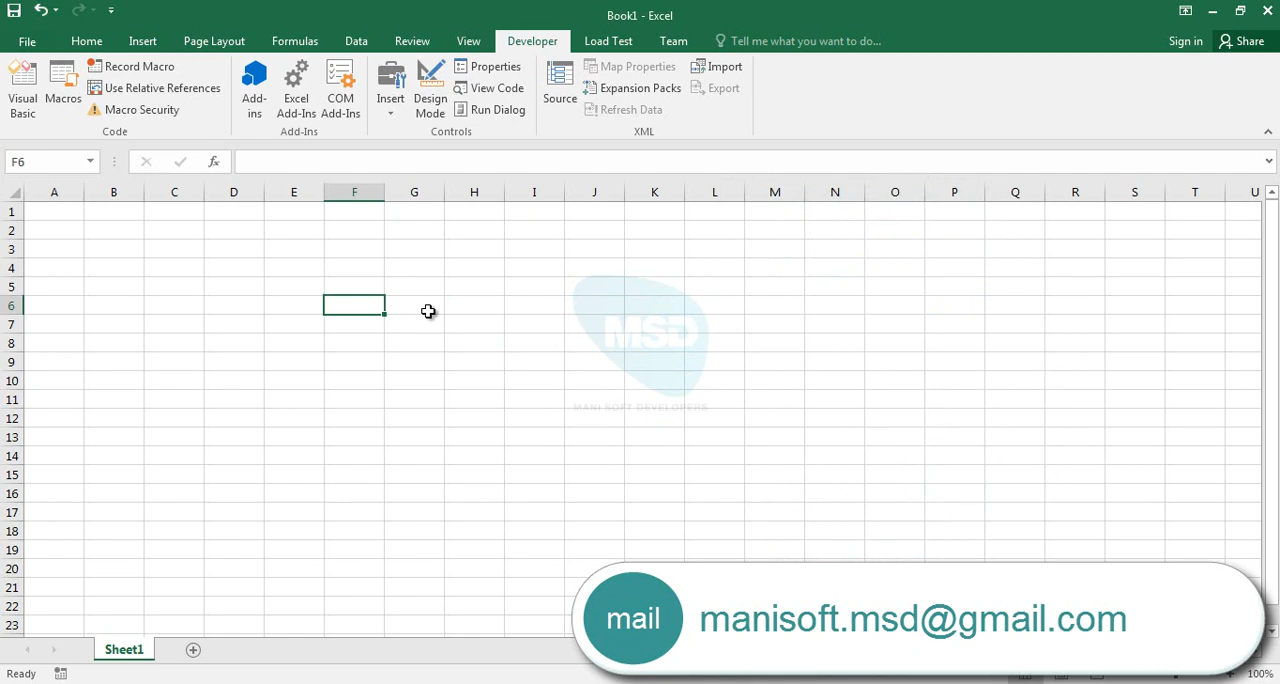 Book1 - Excel
File Home Insert Page Layout Formulas Data Review View Developer Load Test Team Tell me what you want to do... Sign in Share
Visual Basic
Macros
Record Macro
Use Relative References
Macro Security
Code
Add-ins
Excel Add-Ins
COM Add-Ins
Add-Ins
Insert
Design Mode
Properties
View Code
Run Dialog
Controls
Source
Map Properties
Expansion Packs
Refresh Data
Import
Export
XML
F6 fx
A B C D E F G H I J K L M N O P Q R S T U
1
2
3
4
5
6
7
8
9
10
11
12
13
14
15
16
17
18
19
20
21
22
23
MSD
MANI SOFT DEVELOPERS
mail manisoft.msd@gmail.com
Sheet1
Ready
100%